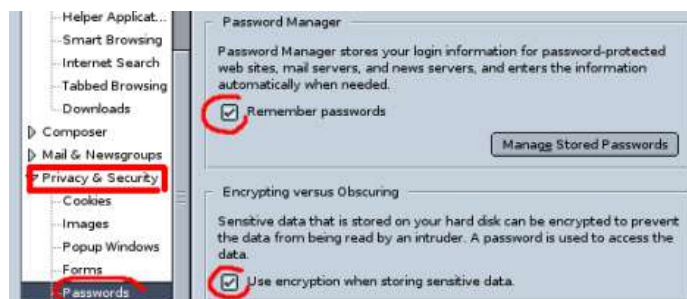 Helper Applicat...
Smart Browsing
Internet Search
Tabbed Browsing
Downloads
Composer
Mail & Newsgroups
Privacy & Security
Cookies
Images
Popup Windows
Forms
Passwords
Password Manager
Password Manager stores your login information for password-protected
web sites, mail servers, and news servers, and enters the information
automatically when needed.
Remember passwords
Manage Stored Passwords
Encrypting versus Obscuring
Sensitive data that is stored on your hard disk can be encrypted to prevent
the data from being read by an intruder. A password is used to access the
data.
Use encryption when storing sensitive data.